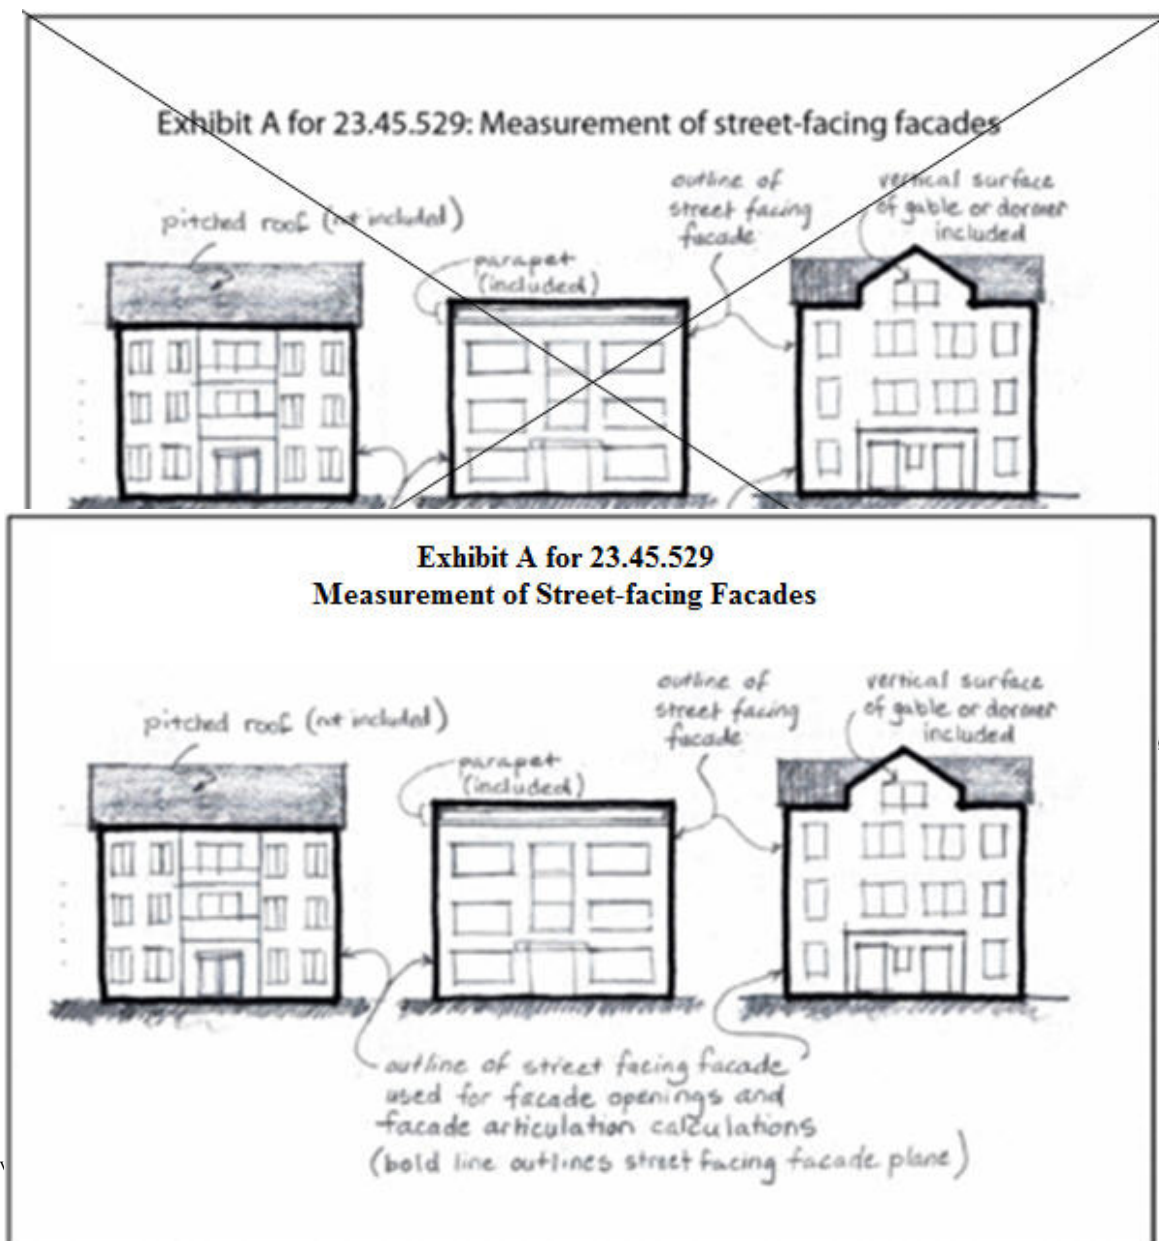 Exhibit A for 23.45.529: Measurement of street-facing facades
pitched roof (not included)
parapet
(included)
outline of
street facing
facade
vertical surface
of gable or dormer
included
Exhibit A for 23.45.529
Measurement of Street-facing Facades
pitched roof (not included)
parapet
(included)
outline of
street facing
facade
vertical surface
of gable or dormer
included
outline of street facing facade
used for facade openings and
facade articulation calculations
(bold line outlines street facing facade plane)